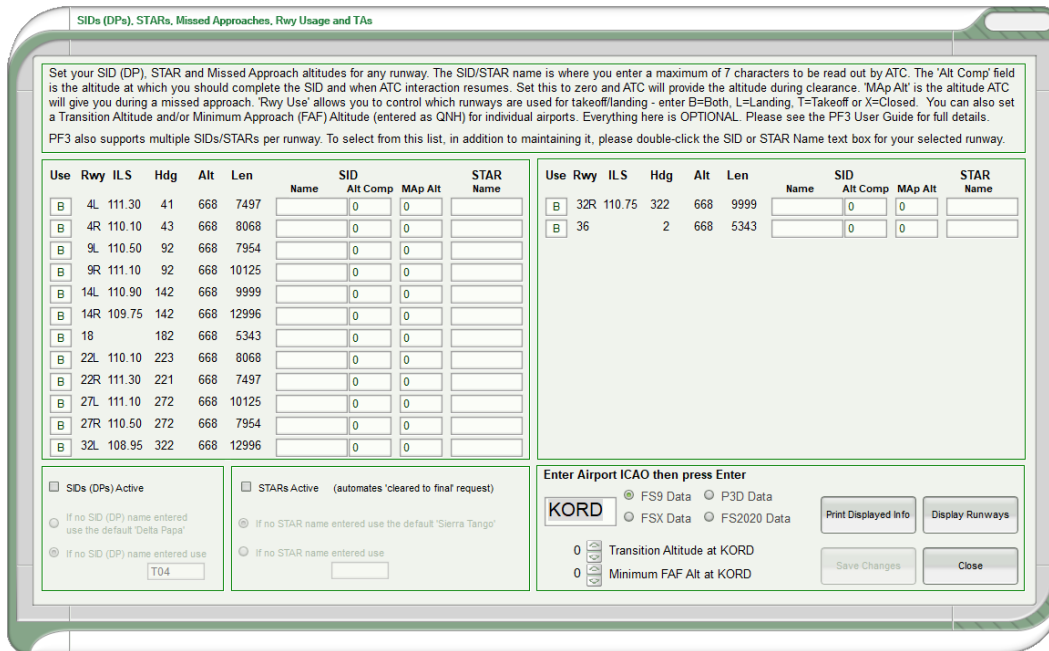 SIDs (DPs), STARs, Missed Approaches, Rwy Usage and TAs
Set your SID (DP), STAR and Missed Approach altitudes for any runway. The SID/STAR name is where you enter a maximum of 7 characters to be read out by ATC. The 'Alt Comp' field
is the altitude at which you should complete the SID and when ATC interaction resumes. Set this to zero and ATC will provide the altitude during clearance. 'MAp Alt' is the altitude ATC
will give you during a missed approach. 'Rwy Use' allows you to control which runways are used for takeoff/landing - enter B=Both, L=Landing, T=Takeoff or X=Closed. You can also set
a Transition Altitude and/or Minimum Approach (FAF) Altitude (entered as QNH) for individual airports. Everything here is OPTIONAL. Please see the PF3 User Guide for full details.
PF3 also supports multiple SIDs/STARs per runway. To select from this list, in addition to maintaining it, please double-click the SID or STAR Name text box for your selected runway.
Use Rwy ILS Hdg Alt Len SID STAR
Name Alt Comp MAp Alt Name
B 4L 111.30 41 668 7497 0 0
B 4R 110.10 43 668 8068 0 0
B 9L 110.50 92 668 7954 0 0
B 9R 111.10 92 668 10125 0 0
B 14L 110.90 142 668 9999 0 0
B 14R 109.75 142 668 12996 0 0
B 18 182 668 5343 0 0
B 22L 110.10 223 668 8068 0 0
B 22R 111.30 221 668 7497 0 0
B 27L 111.10 272 668 10125 0 0
B 27R 110.50 272 668 7954 0 0
B 32L 108.95 322 668 12996 0 0
Use Rwy ILS Hdg Alt Len SID STAR
Name Alt Comp MAp Alt Name
B 32R 110.75 322 668 9999 0 0
B 36 2 668 5343 0 0
SIDs (DPs) Active
If no SID (DP) name entered
use the default 'Delta Papa'
If no SID (DP) name entered use
T04
STARs Active (automates 'cleared to final' request)
If no STAR name entered use the default 'Sierra Tango'
If no STAR name entered use
Enter Airport ICAO then press Enter
KORD
FS9 Data P3D Data
FSX Data FS2020 Data
0 Transition Altitude at KORD
0 Minimum FAF Alt at KORD
Print Displayed Info Display Runways
Save Changes Close